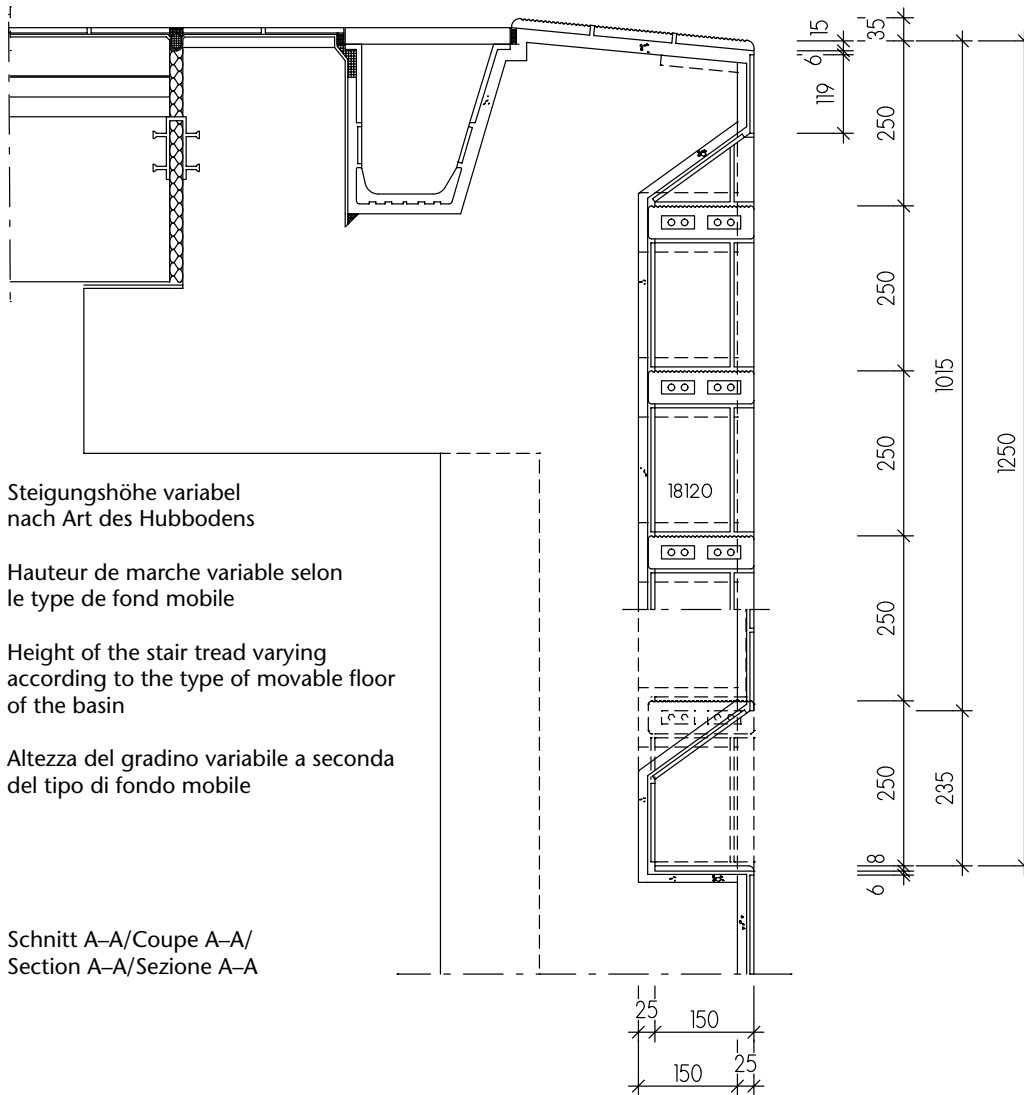 15
35
6
119
250
250
1015
250
1250
18120
Steigungshöhe variabel
nach Art des Hubbodens
Hauteur de marche variable selon
le type de fond mobile
250
Height of the stair tread varying
according to the type of movable floor
of the basin
Altezza del gradino variabile a seconda
del tipo di fondo mobile
250
235
8
6
Schnitt A–A/Coupe A–A/
Section A–A/Sezione A–A
25
150
150
25